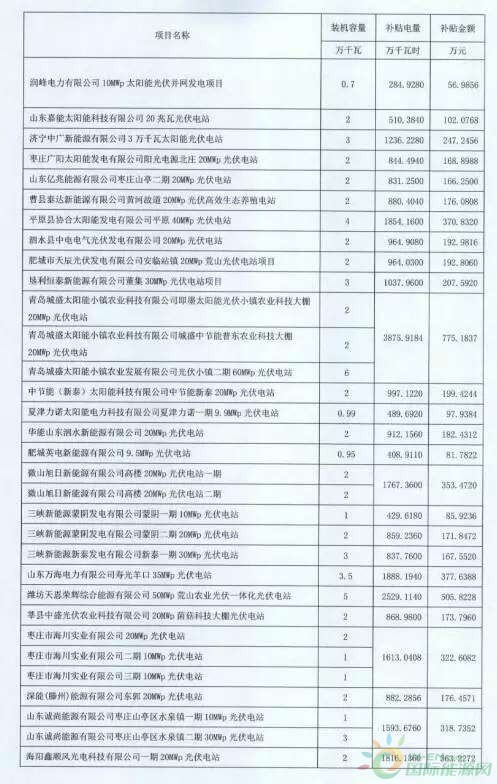 项目名称 装机容量 补贴电量 补贴金额
万千瓦 万千瓦时 万元
润峰电力有限公司10MWp太阳能光伏并网发电项目 0.7 284.9280 56.9856
山东嘉能太阳能科技有限公司20兆瓦光伏电站 2 510.3840 102.0768
济宁中广新能源有限公司3万千瓦太阳能光伏电站 3 1236.2280 247.2456
枣庄广阳太阳能发电有限公司阳光电源北庄20MWp光伏电站 2 844.4940 168.8988
山东亿兆能源有限公司枣庄山亭二期20MWp光伏电站 2 831.2500 166.2500
曹县泰达新能源有限公司黄河故道20MWp光伏高效生态养殖电站 2 880.4040 176.0808
平原县协合太阳能发电有限公司平原40MWp光伏电站 4 1854.1600 370.8320
泗水县中电电气光伏发电有限公司20MWp光伏电站 2 964.9080 192.9816
肥城市天辰光伏发电有限公司安临站镇20MWp荒山光伏电站项目 2 964.0300 192.8060
垦利恒泰新能源有限公司董集30MWp光伏电站项目 3 1037.9600 207.5920
青岛城盛太阳能小镇农业科技有限公司即墨太阳能光伏小镇农业科技大棚
20MWp光伏电站 2
青岛城盛太阳能小镇农业科技有限公司城盛中节能普东农业科技大棚
20MWp光伏电站 2 3875.9184 775.1837
青岛城盛太阳能小镇农业发展有限公司光伏小镇二期60MWp光伏电站 6
中节能（新泰）太阳能科技有限公司中节能新泰20MWp光伏电站 2 997.1220 199.4244
夏津力诺太阳能电力科技有限公司夏津力诺一期9.9MWp光伏电站 0.99 489.6920 97.9384
华能山东泗水新能源有限公司20MWp光伏电站 2 912.1560 182.4312
肥城英电新能源有限公司9.5MWp光伏电站 0.95 408.9110 81.7822
微山旭日新能源有限公司高楼20MWp光伏电站一期 2
1767.3600 353.4720
微山旭日新能源有限公司高楼20MWp光伏电站二期 2
三峡新能源蒙阴发电有限公司蒙阴一期10MWp光伏电站 1 429.6180 85.9236
三峡新能源蒙阴发电有限公司蒙阴二期20MWp光伏电站 2 859.2360 171.8472
三峡新能源新泰发电有限公司新泰一期30MWp光伏电站 3 837.7600 167.5520
山东万海电力有限公司寿光羊口35MWp光伏电站 3.5 1888.1940 377.6388
潍坊天恩荣辉综合能源有限公司50MWp荒山农业光伏一体化光伏电站 5 2529.1140 505.8228
莘县中盛光伏农业科技有限公司20MWp菌菇科技大棚光伏电站 2 868.9800 173.7960
枣庄市海川实业有限公司20MWp光伏电站 2
枣庄市海川实业有限公司二期10MWp光伏电站 1 1613.0408 322.6082
枣庄市海川实业有限公司三期10MWp光伏电站 1
深能(滕州)能源有限公司东郭20MWp光伏电站 2 882.2856 176.4571
山东诚尚能源有限公司枣庄山亭区水泉镇一期10MWp光伏电站 1
1593.6760 318.7352
山东诚尚能源有限公司枣庄山亭区水泉镇二期30MWp光伏电站 3
海阳鑫顺风光电科技有限公司一期20MWp光伏电站 2 1816.1360 363.2272
国际能源网